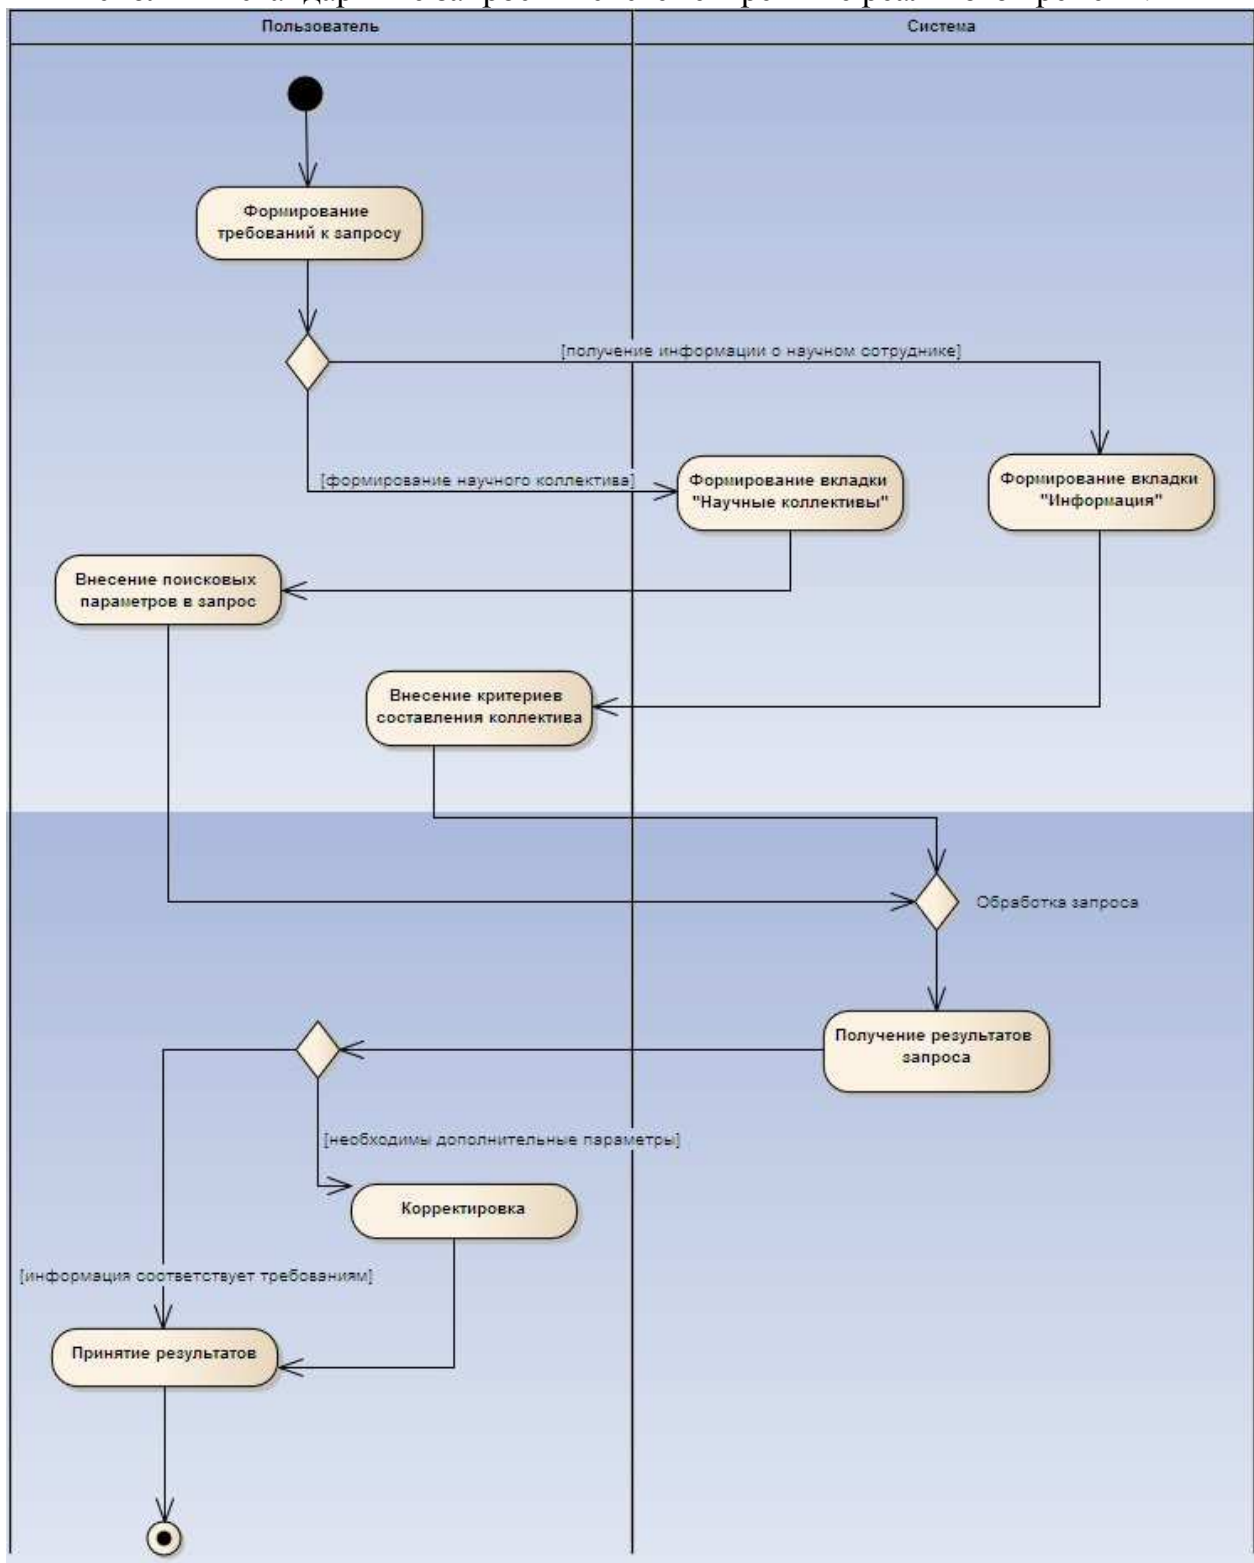 Пользователь
Система
Формирование
требований к запросу
[получение информации о научном сотруднике]
[формирование научного коллектива]
Формирование вкладки
"Научные коллективы"
Формирование вкладки
"Информация"
Внесение поисковых
параметров в запрос
Внесение критериев
составления коллектива
Обработка запроса
Получение результатов
запроса
[необходимы дополнительные параметры]
Корректировка
[информация соответствует требованиям]
Принятие результатов